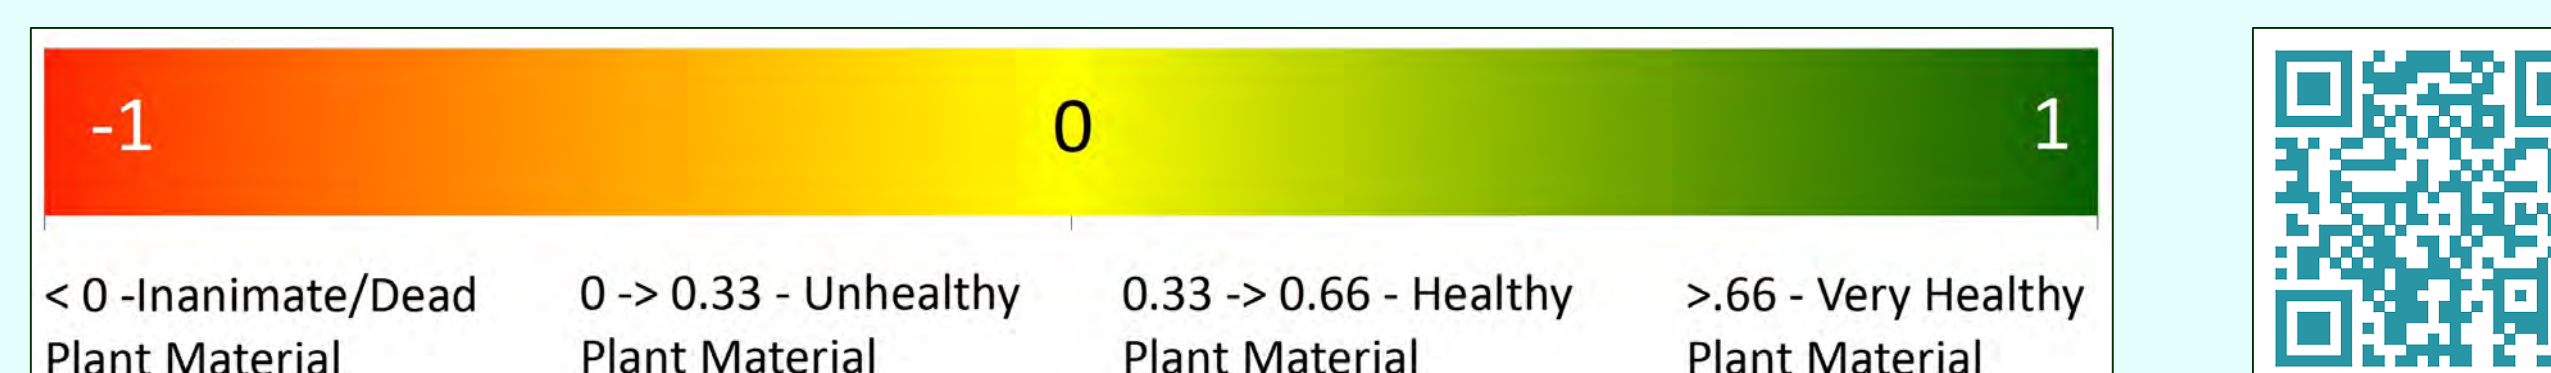 -1 0 1
< 0 -Inanimate/Dead 0 -> 0.33 - Unhealthy 0.33 -> 0.66 - Healthy >.66 - Very Healthy
Plant Material Plant Material Plant Material Plant Material